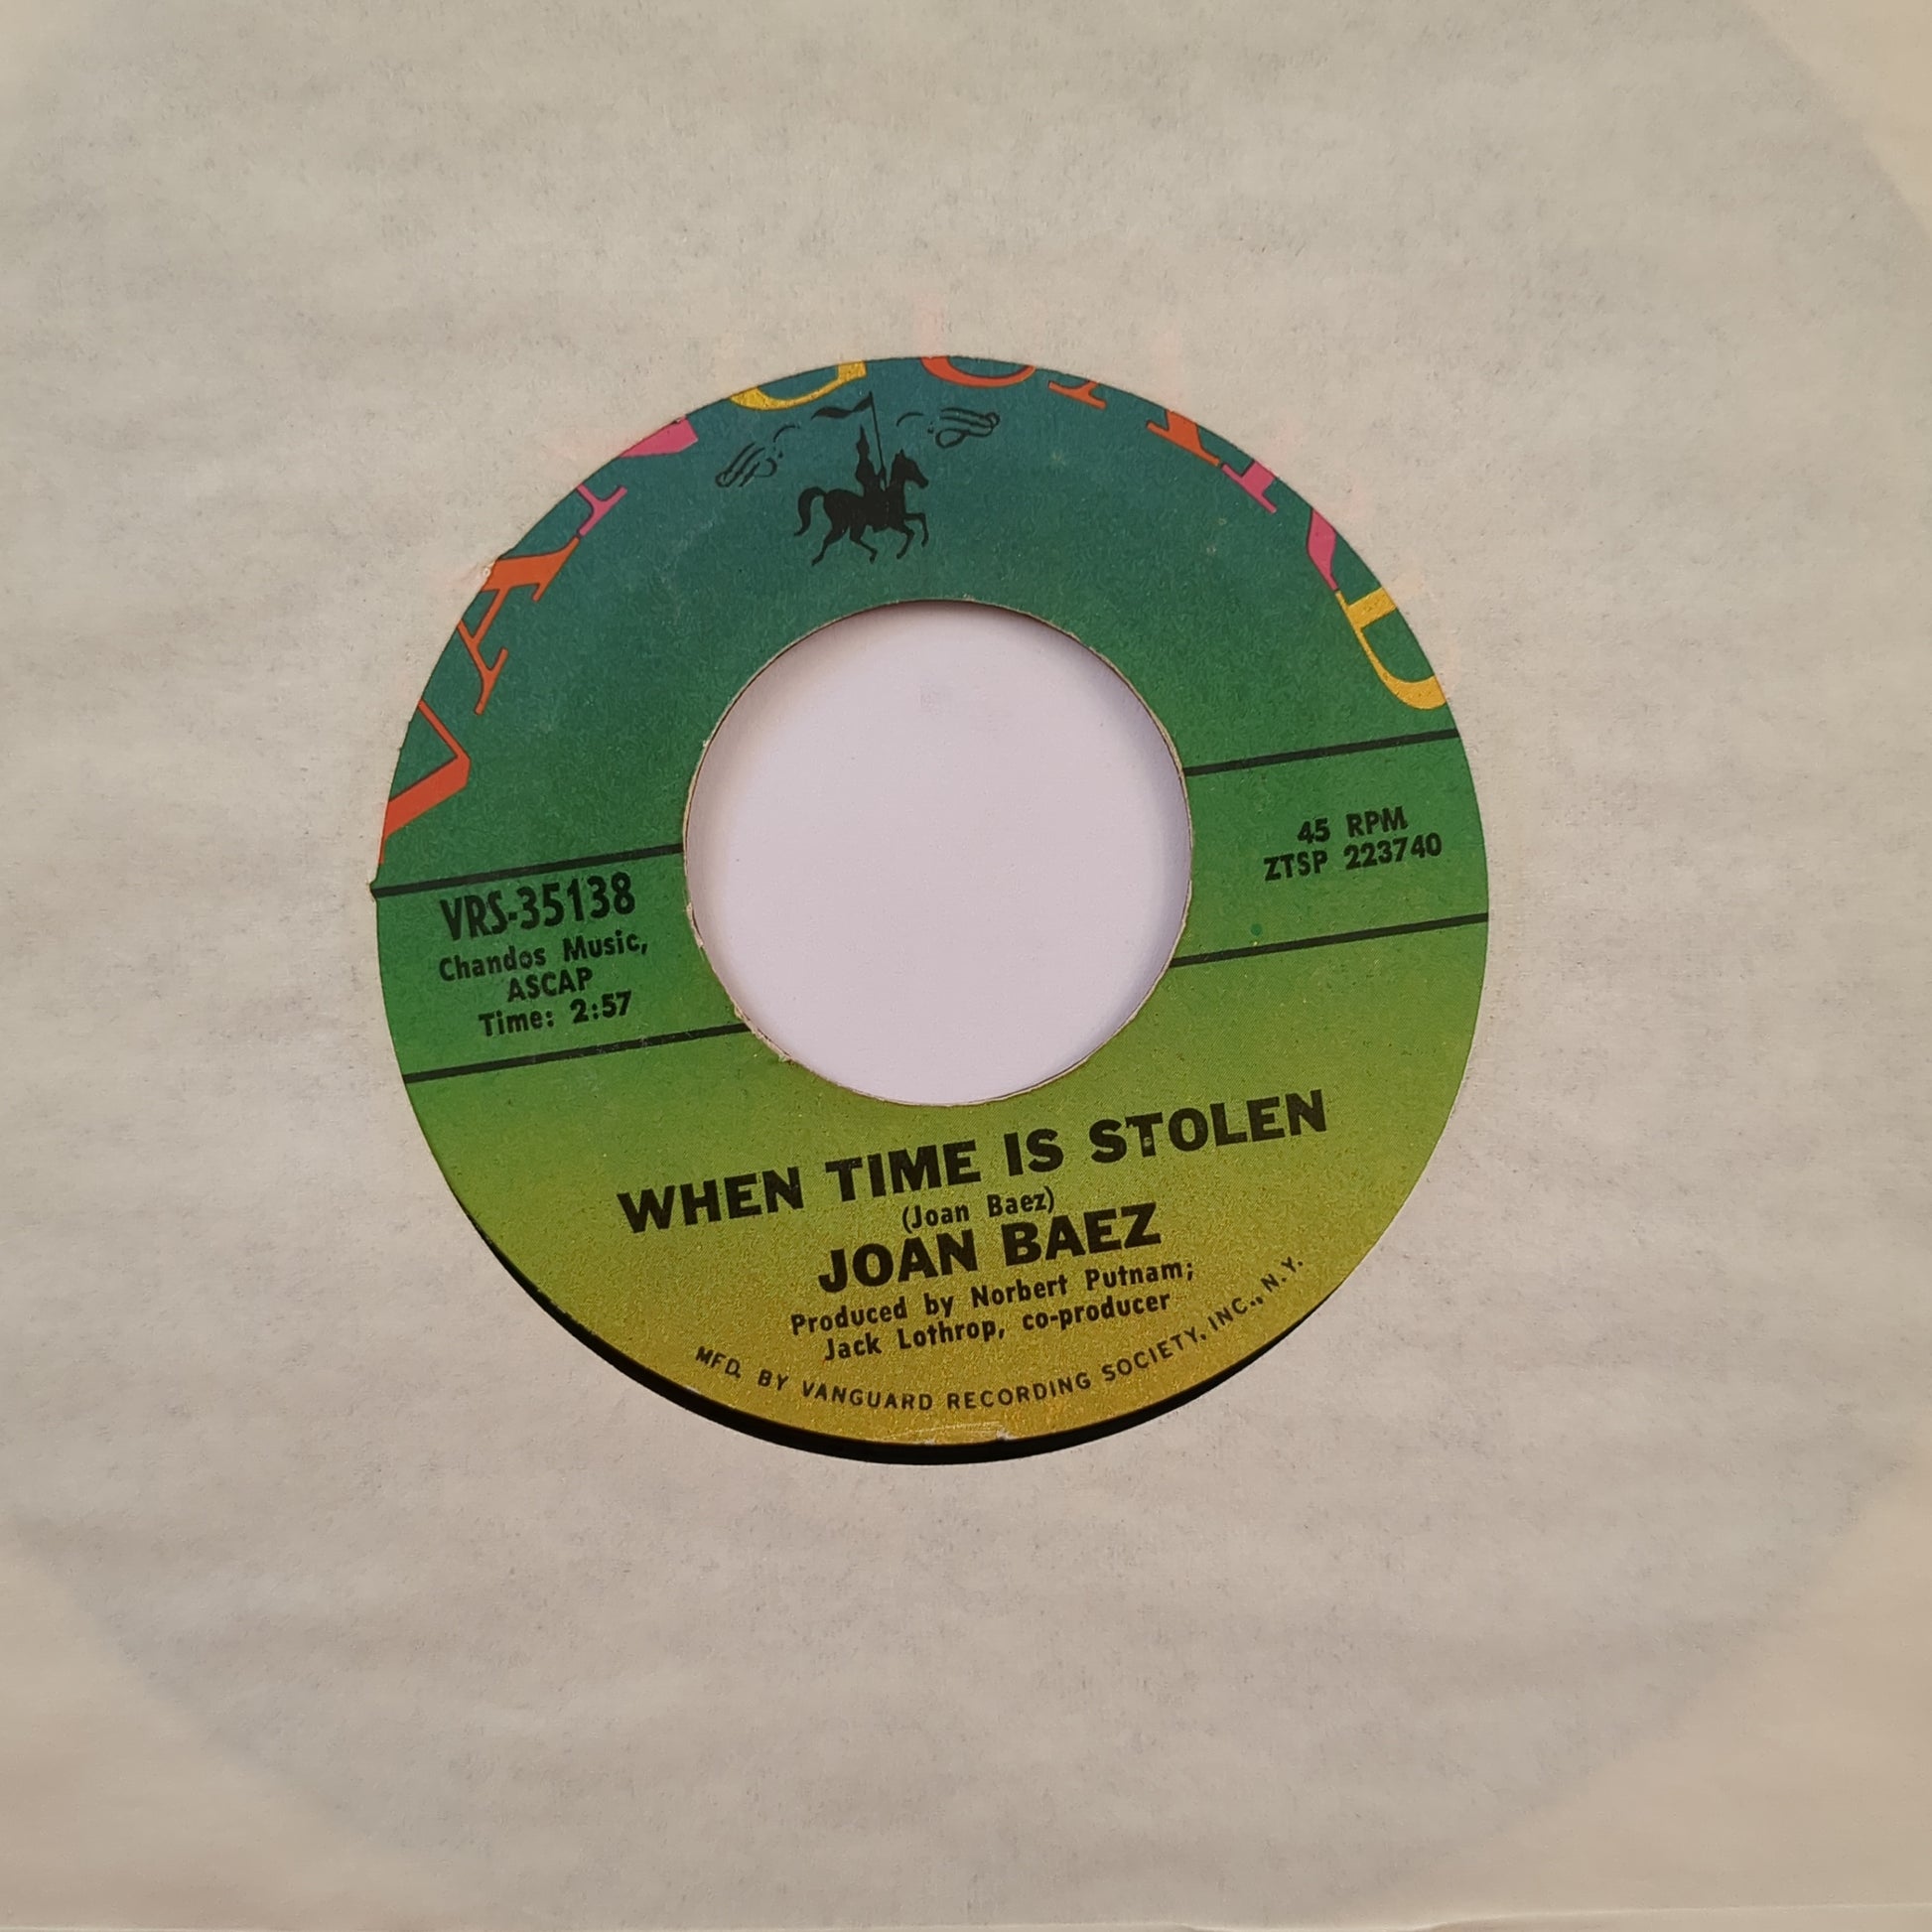 VANGUARD
VRS-35138
Chandos Music,
ASCAP
Time: 2:57
45 RPM
ZTSP 223740
WHEN TIME IS STOLEN
(Joan Baez)
JOAN BAEZ
Produced by Norbert Putnam;
Jack Lothrop, co-producer
MFD. BY VANGUARD RECORDING SOCIETY, INC., N.Y.